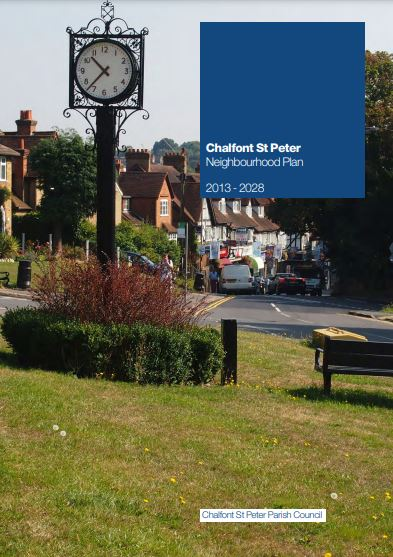 Chalfont St Peter
Neighbourhood Plan
2013 - 2028
Chalfont St Peter Parish Council